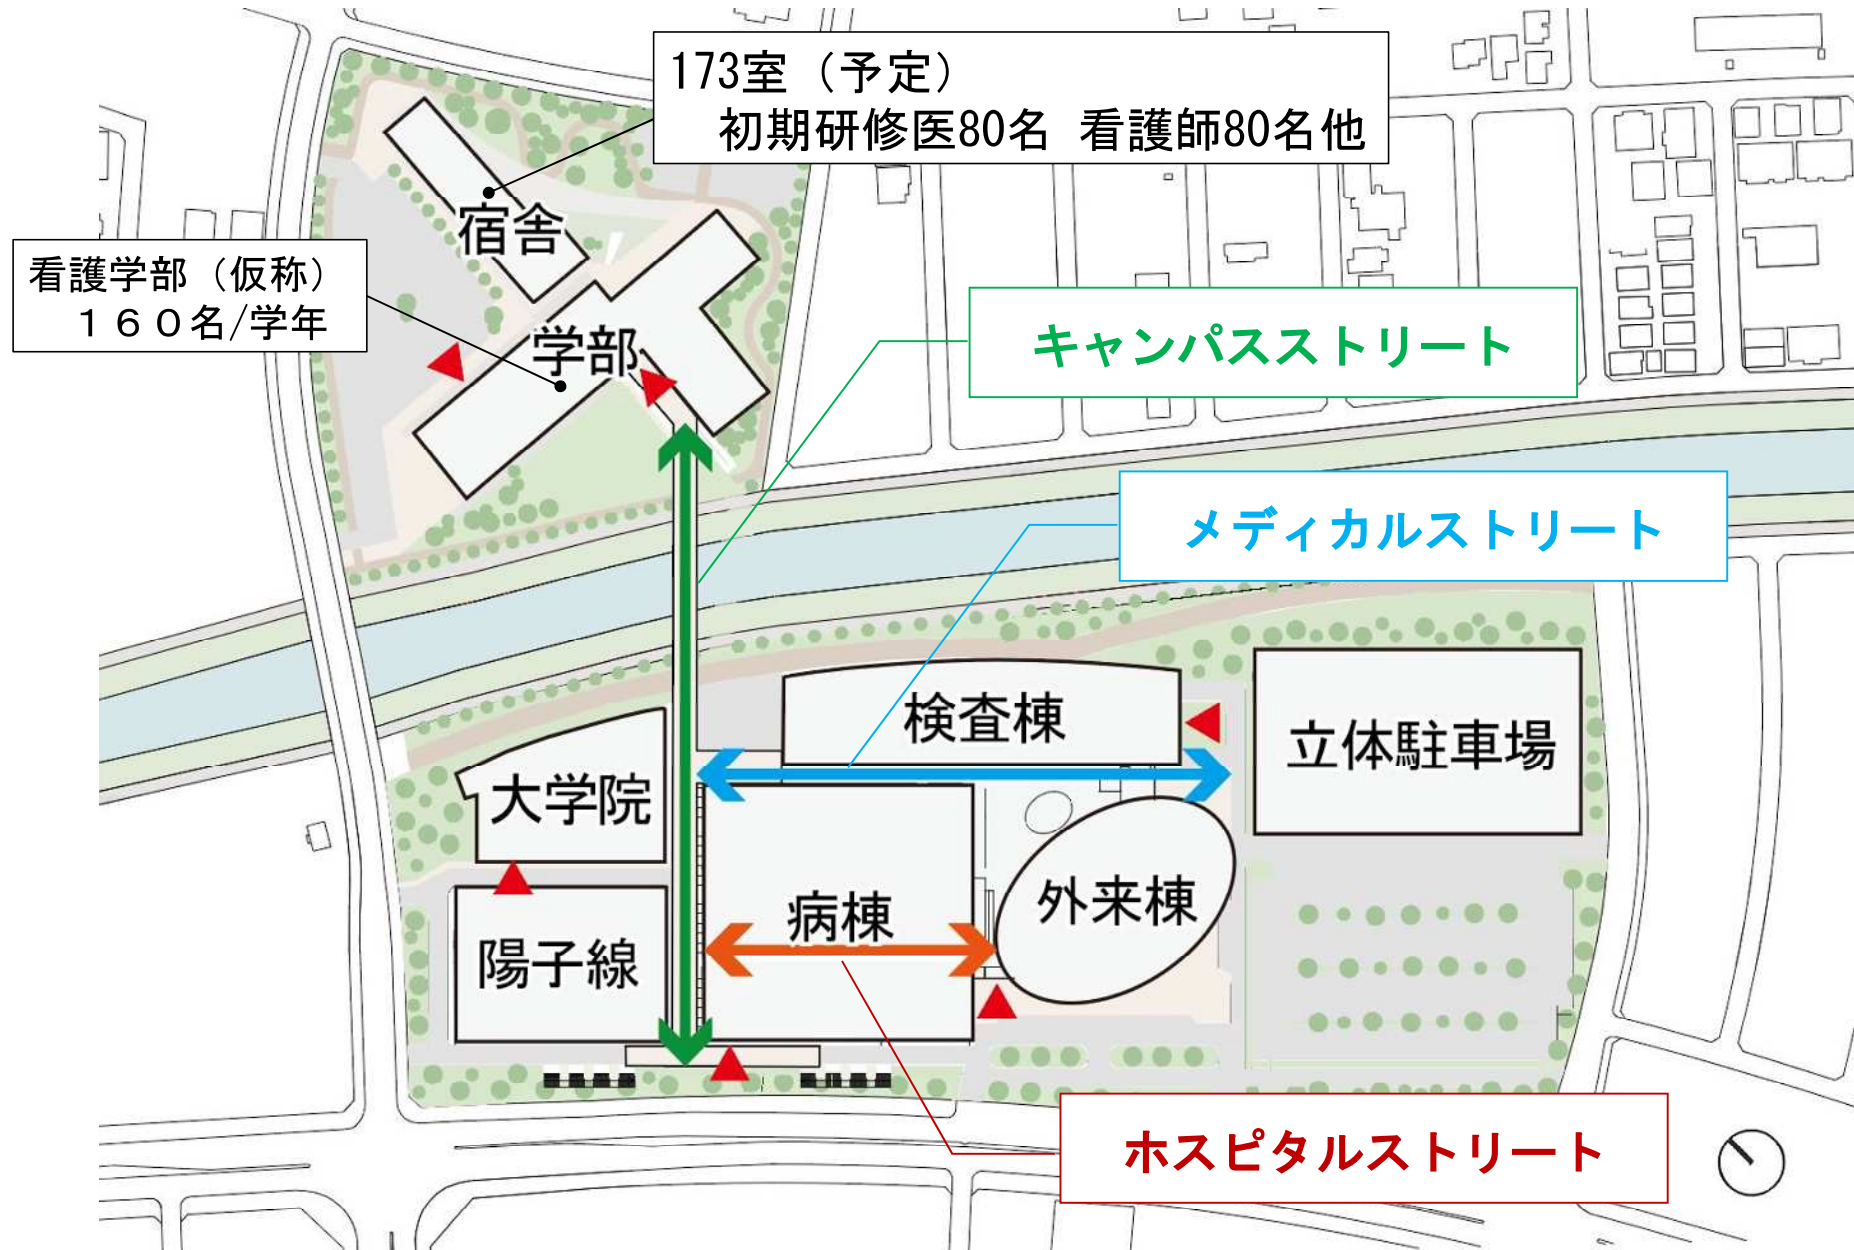 173室（予定）
初期研修医80名 看護師80名他
宿舎
看護学部（仮称）
１６０名/学年
学部
キャンパスストリート
メディカルストリート
検査棟
立体駐車場
大学院
病棟
外来棟
陽子線
ホスピタルストリート